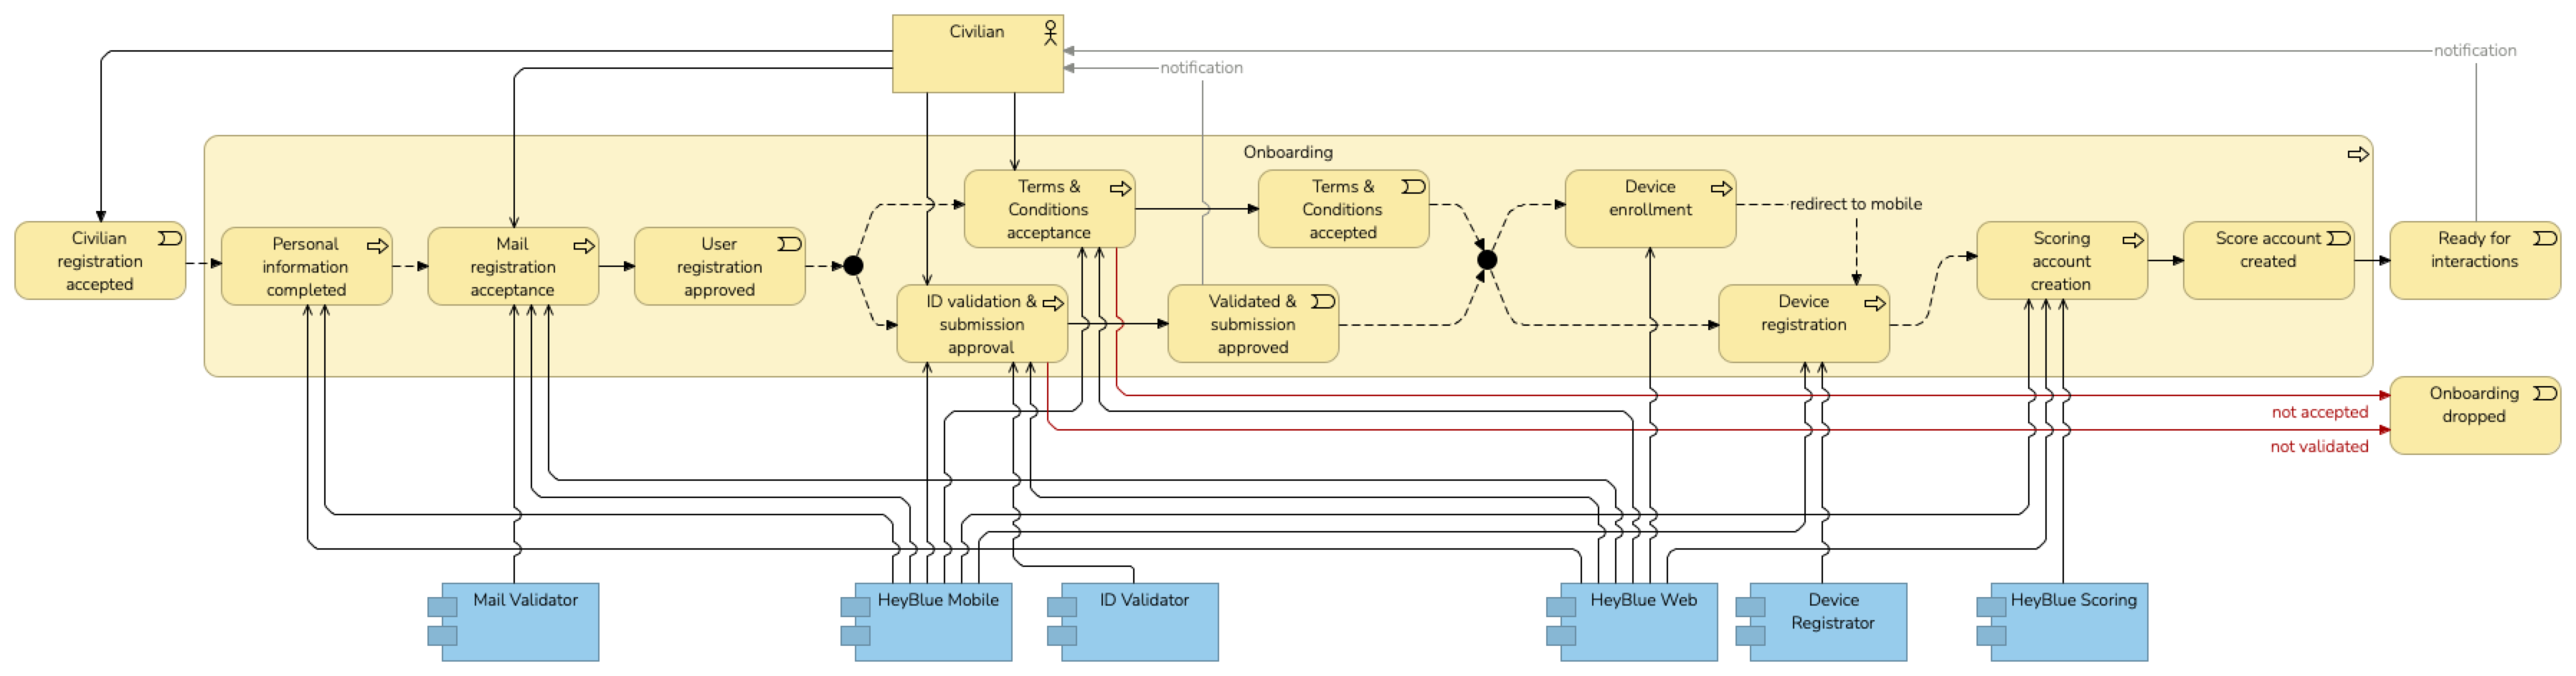 Civilian
notification
notification
Onboarding
Civilian
registration
accepted
Personal
information
completed
Mail
registration
acceptance
User
registration
approved
Terms &
Conditions
acceptance
ID validation &
submission
approval
Terms &
Conditions
accepted
Validated &
submission
approved
Device
enrollment
redirect to mobile
Device
registration
Scoring
account
creation
Score account
created
Ready for
interactions
Onboarding
dropped
not accepted
not validated
Mail Validator
HeyBlue Mobile
ID Validator
HeyBlue Web
Device
Registrator
HeyBlue Scoring